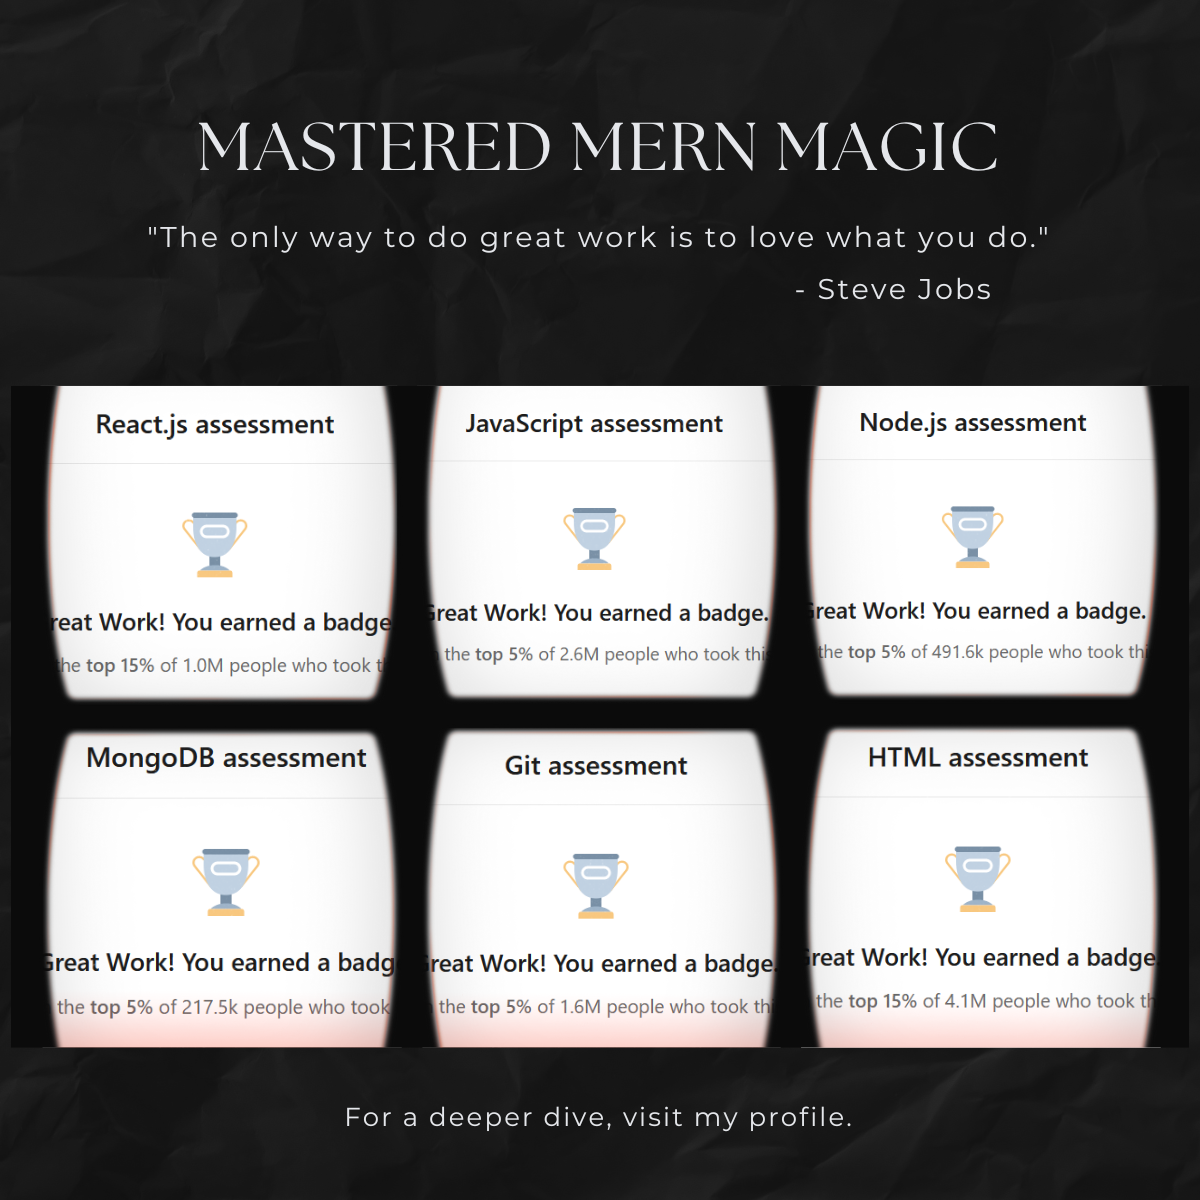 MASTERED MERN MAGIC
"The only way to do great work is to love what you do."
- Steve Jobs
React.js assessment
reat Work! You earned a badge
the top 15% of 1.0M people who took t
JavaScript assessment
Great Work! You earned a badge.
the top 5% of 2.6M people who took thi
Node.js assessment
Great Work! You earned a badge.
the top 5% of 491.6k people who took th
MongoDB assessment
Great Work! You earned a badg
the top 5% of 217.5k people who took
Git assessment
Great Work! You earned a badge.
the top 5% of 1.6M people who took thi
HTML assessment
Great Work! You earned a badge.
the top 15% of 4.1M people who took th
For a deeper dive, visit my profile.